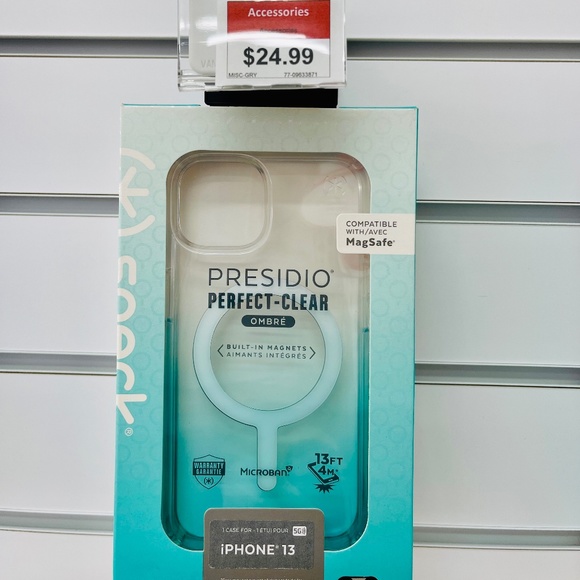 Accessories
$24.99
MISC-GRY 77-09633871
speck®
COMPATIBLE
WITH/AVEC
MagSafe®
PRESIDIO®
PERFECT-CLEAR
OMBRÉ
BUILT-IN MAGNETS
AIMANTS INTÉGRÉS
WARRANTY
GARANTIE
MICROBAN®
13FT
4M
1 CASE FOR - 1 ÉTUI POUR 5G
iPHONE® 13